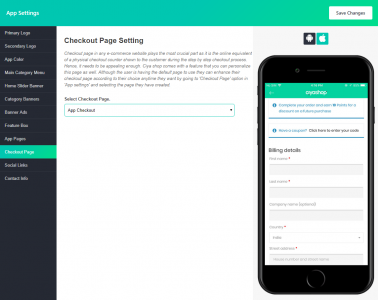 App Settings
Save Changes
Primary Logo
Secondary Logo
App Color
Main Category Menu
Home Slider Banner
Category Banners
Banner Ads
Feature Box
App Pages
Checkout Page
Social Links
Contact Info
Checkout Page Setting
Checkout page in any e-commerce website plays the most crucial part as it is the online equivalent
of a physical checkout counter shown to the customer during the step by step checkout process
Hence, it needs to be appealing enough. Ciya shop comes with a feature that you can personalize
this page as well. Although the user is having the default page to use they can enhance their
checkout page according to their choice anytime they want by going to 'Checkout Page' option in
'App settings' and selecting the page they have created
Select Checkout Page.
App Checkout
ciyashop
Complete your order and earn Points for a
discount on a future purchase
Have a coupon? Click here to enter your code
Billing details
First name *
Last name *
Company name (optional)
Country *
India
Street address *
House number and street name